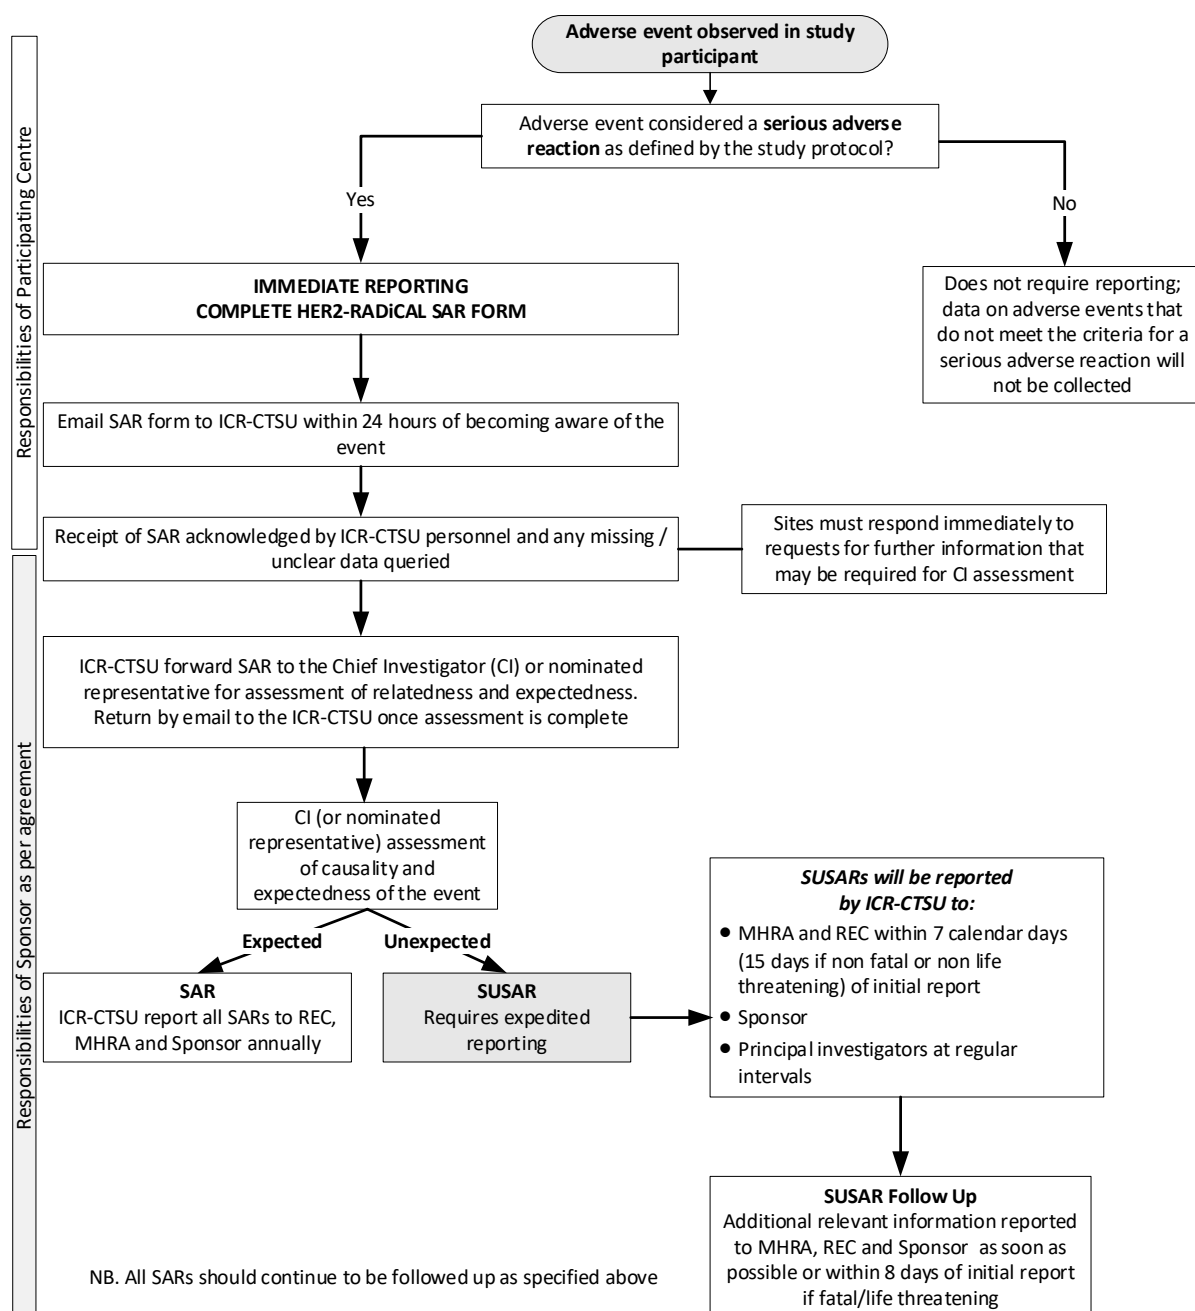 Adverse event observed in study
participant
Adverse event considered a serious adverse
reaction as defined by the study protocol?
Yes
No
Responsibilities of Participating Centre
IMMEDIATE REPORTING
COMPLETE HER2-RADiCAL SAR FORM
Does not require reporting;
data on adverse events that
do not meet the criteria for a
serious adverse reaction will
not be collected
Email SAR form to ICR-CTSU within 24 hours of becoming aware of the
event
Receipt of SAR acknowledged by ICR-CTSU personnel and any missing /
unclear data queried
Sites must respond immediately to
requests for further information that
may be required for CI assessment
Responsibilities of Sponsor as per agreement
ICR-CTSU forward SAR to the Chief Investigator (CI) or nominated
representative for assessment of relatedness and expectedness.
Return by email to the ICR-CTSU once assessment is complete
CI (or nominated
representative) assessment
of causality and
expectedness of the event
Expected
Unexpected
SAR
ICR-CTSU report all SARs to REC,
MHRA and Sponsor annually
SUSAR
Requires expedited
reporting
SUSARs will be reported
by ICR-CTSU to:
• MHRA and REC within 7 calendar days
(15 days if non fatal or non life
threatening) of initial report
• Sponsor
• Principal investigators at regular
intervals
SUSAR Follow Up
Additional relevant information reported
to MHRA, REC and Sponsor as soon as
possible or within 8 days of initial report
if fatal/life threatening
NB. All SARs should continue to be followed up as specified above